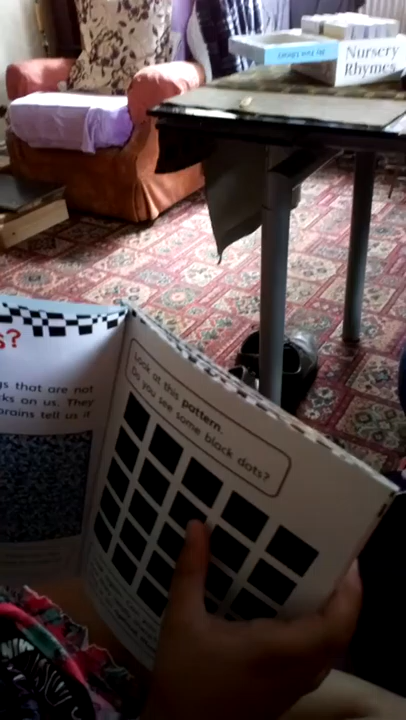 Nursery
Rhymes
s?
gs that are not
cks on us. They
brains tell us it
Look at this pattern.
Do you see some black dots?